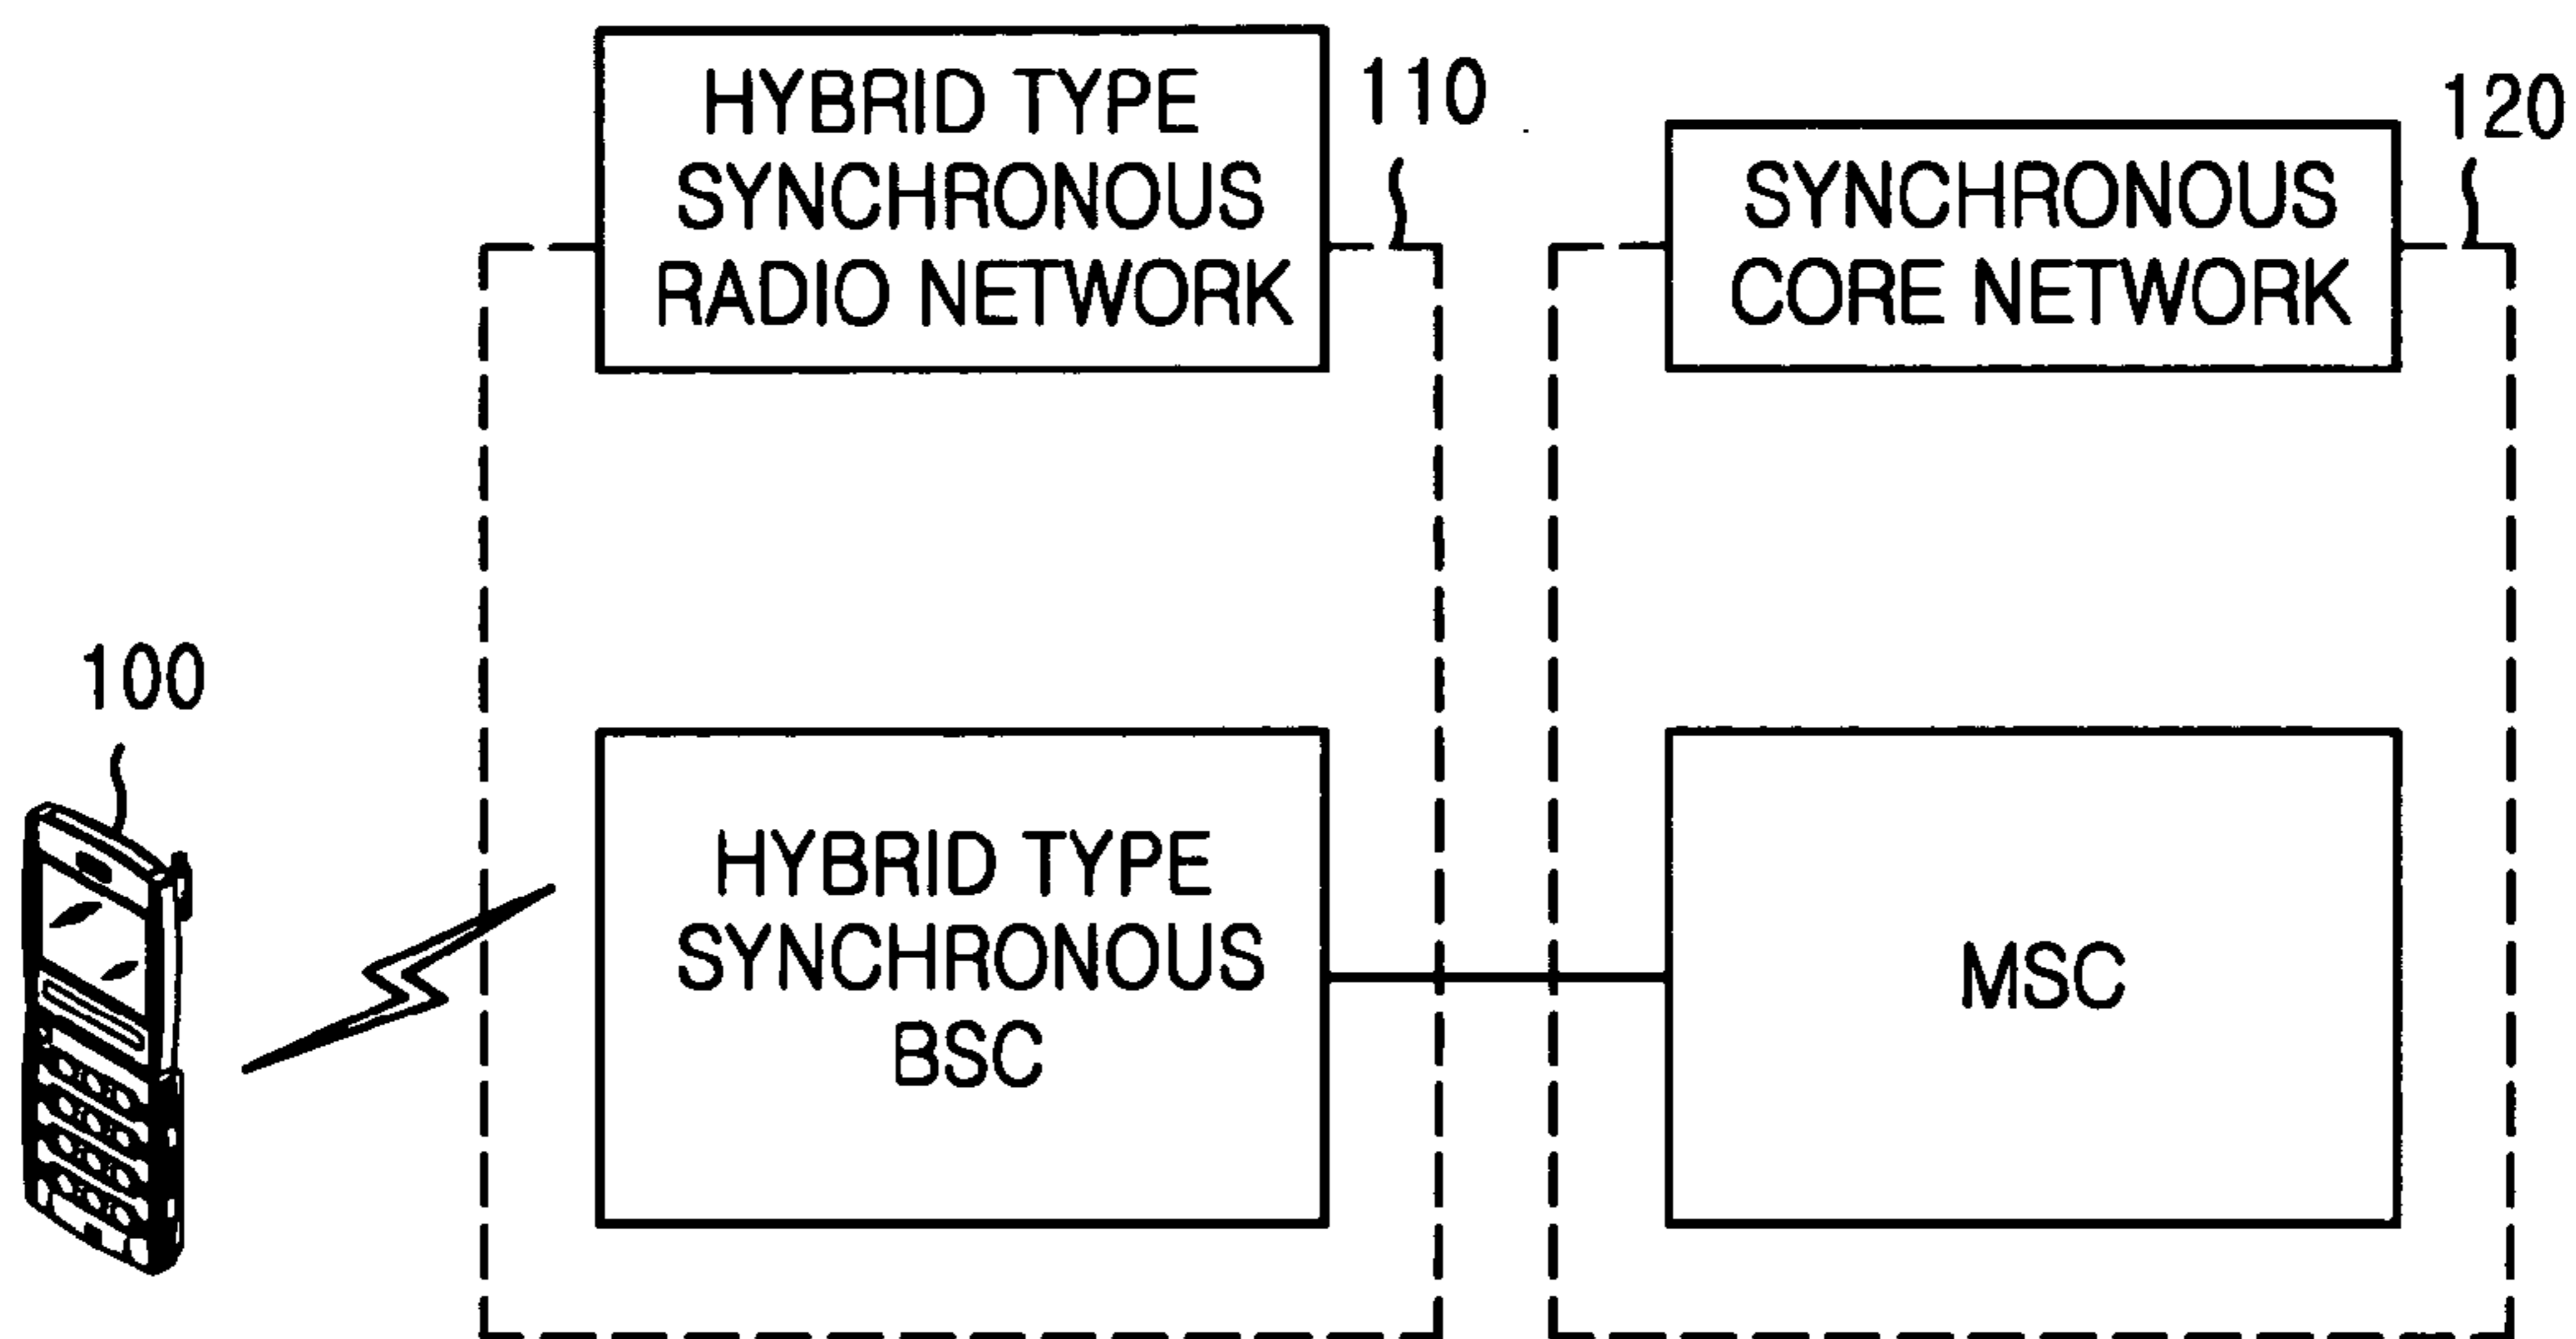 HYBRID TYPE
SYNCHRONOUS
RADIO NETWORK
110
SYNCHRONOUS
CORE NETWORK
120
100
HYBRID TYPE
SYNCHRONOUS
BSC
MSC